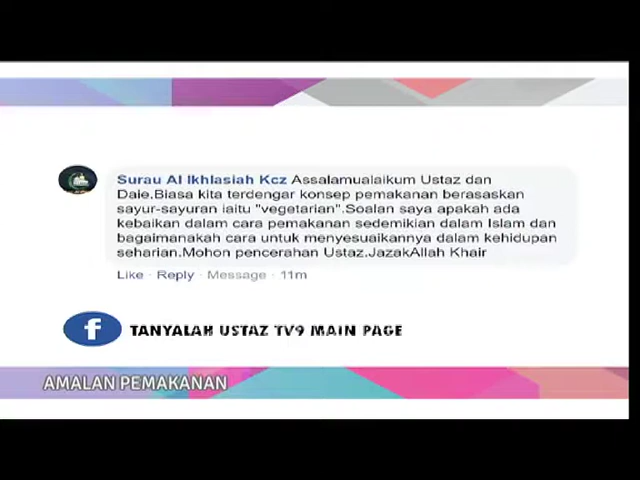 Surau Al Ikhlasiah Kcz Assalamualaikum Ustaz dan
Daie.Biasa kita terdengar konsep pemakanan berasaskan
sayur-sayuran iaitu "vegetarian".Soalan saya apakah ada
kebaikan dalam cara pemakanan sedemikian dalam Islam dan
bagaimanakah cara untuk menyesuaikannya dalam kehidupan
seharian.Mohon pencerahan Ustaz.JazakAllah Khair
Like · Reply · Message · 11m
f TANYALAH USTAZ TV9 MAIN PAGE
AMALAN PEMAKANAN